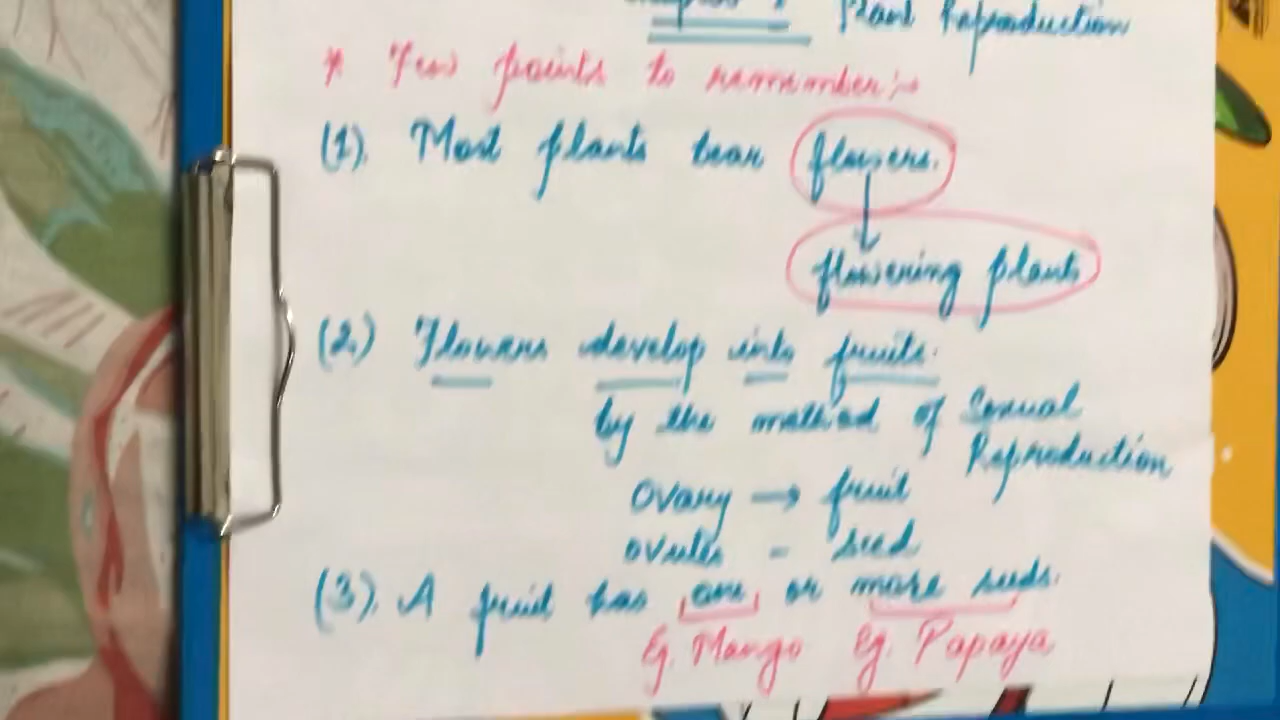 Plant Reproduction
* Few points to remember:-
(1). Most plants bear flowers.
flowering plants
(2.) Flowers develop into fruits.
by the method of Sexual
Reproduction
Ovary → fruit
ovules - seed
(3). A fruit has one or more seeds.
Eg. Mango Eg. Papaya